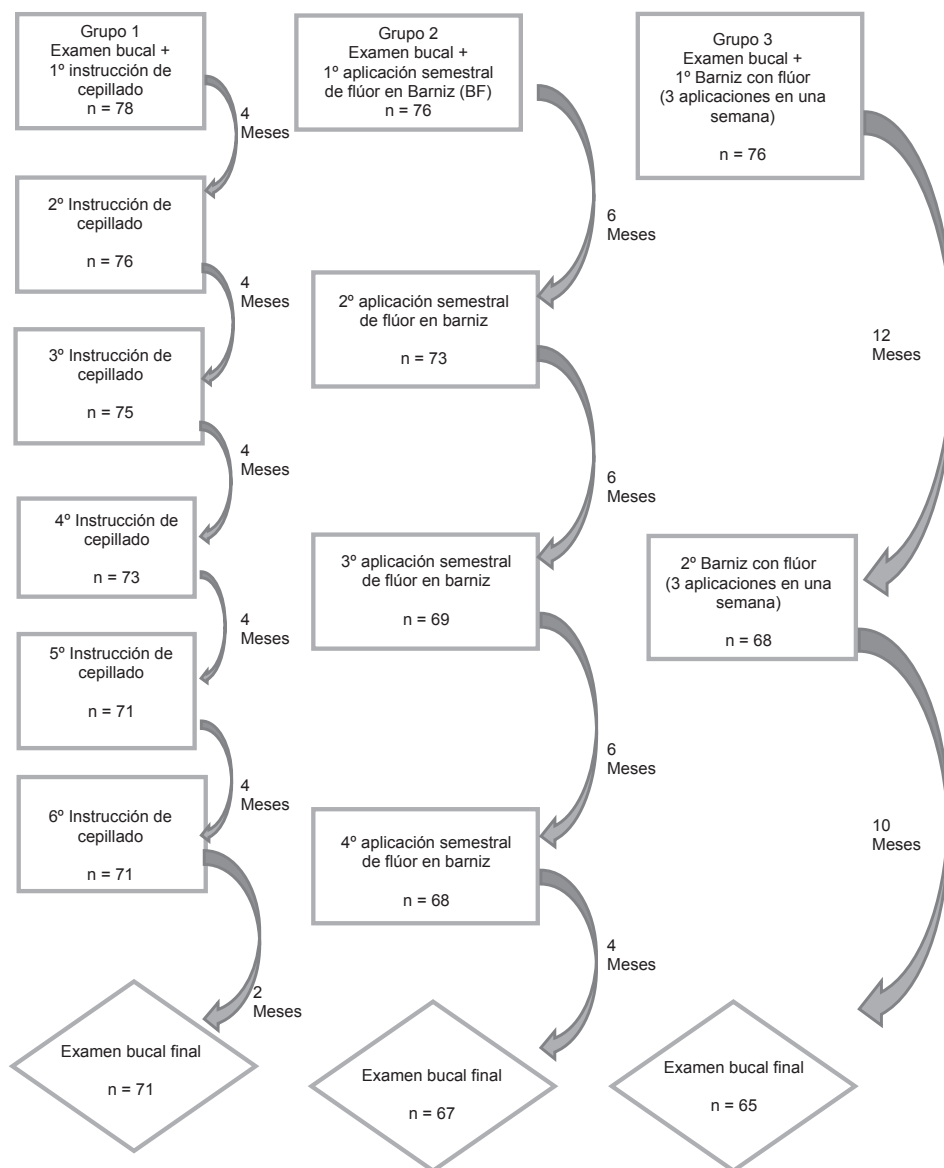 Grupo 1
Examen bucal +
1º instrucción de
cepillado
n = 78
4
Meses
2º Instrucción de
cepillado
n = 76
4
Meses
3º Instrucción de
cepillado
n = 75
4
Meses
4º Instrucción de
cepillado
n = 73
4
Meses
5º Instrucción de
cepillado
n = 71
4
Meses
6º Instrucción de
cepillado
n = 71
2
Meses
Examen bucal final
n = 71
Grupo 2
Examen bucal +
1º aplicación semestral
de flúor en Barniz (BF)
n = 76
6
Meses
2º aplicación semestral
de flúor en barniz
n = 73
6
Meses
3º aplicación semestral
de flúor en barniz
n = 69
6
Meses
4º aplicación semestral
de flúor en barniz
n = 68
4
Meses
Examen bucal final
n = 67
Grupo 3
Examen bucal +
1º Barniz con flúor
(3 aplicaciones en una
semana)
n = 76
12
Meses
2º Barniz con flúor
(3 aplicaciones en una
semana)
n = 68
10
Meses
Examen bucal final
n = 65